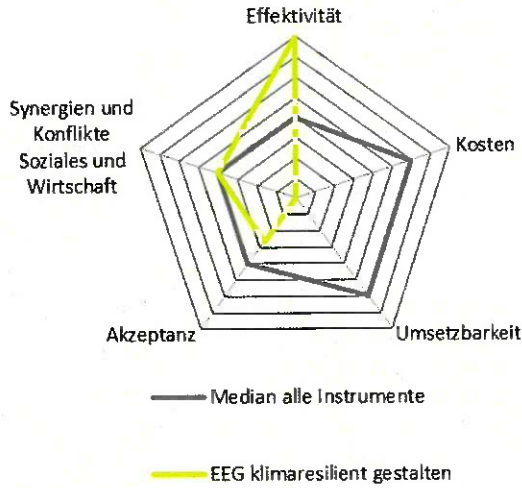 Effektivität
Synergien und
Konflikte
Soziales und
Wirtschaft
Kosten
Akzeptanz
Umsetzbarkeit
Median alle Instrumente
EEG klimaresilient gestalten